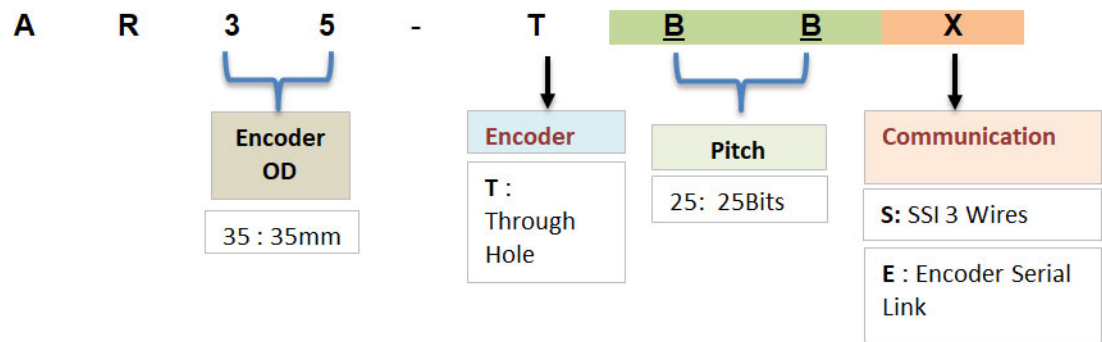 A R 3 5 - T B B X
Encoder
OD
35 : 35mm
Encoder
T :
Through
Hole
Pitch
25: 25Bits
Communication
S: SSI 3 Wires
E : Encoder Serial
Link